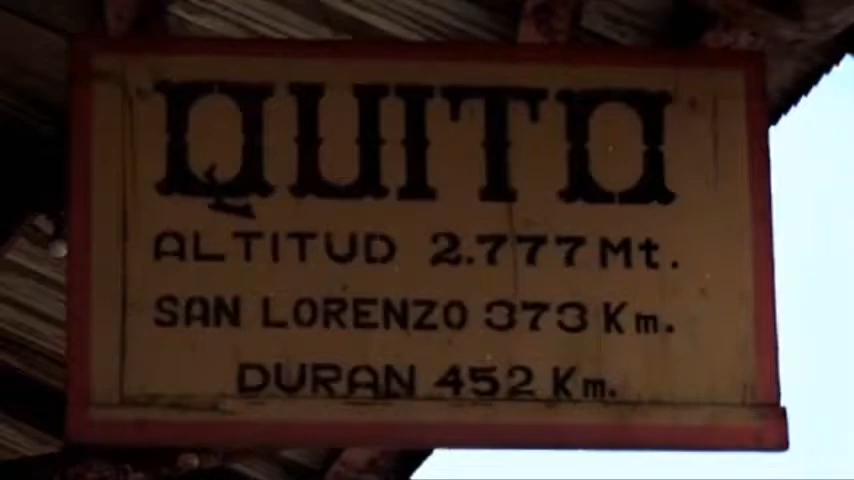 QUITO
ALTITUD 2.777 Mt.
SAN LORENZO 373 Km.
DURAN 452 Km.